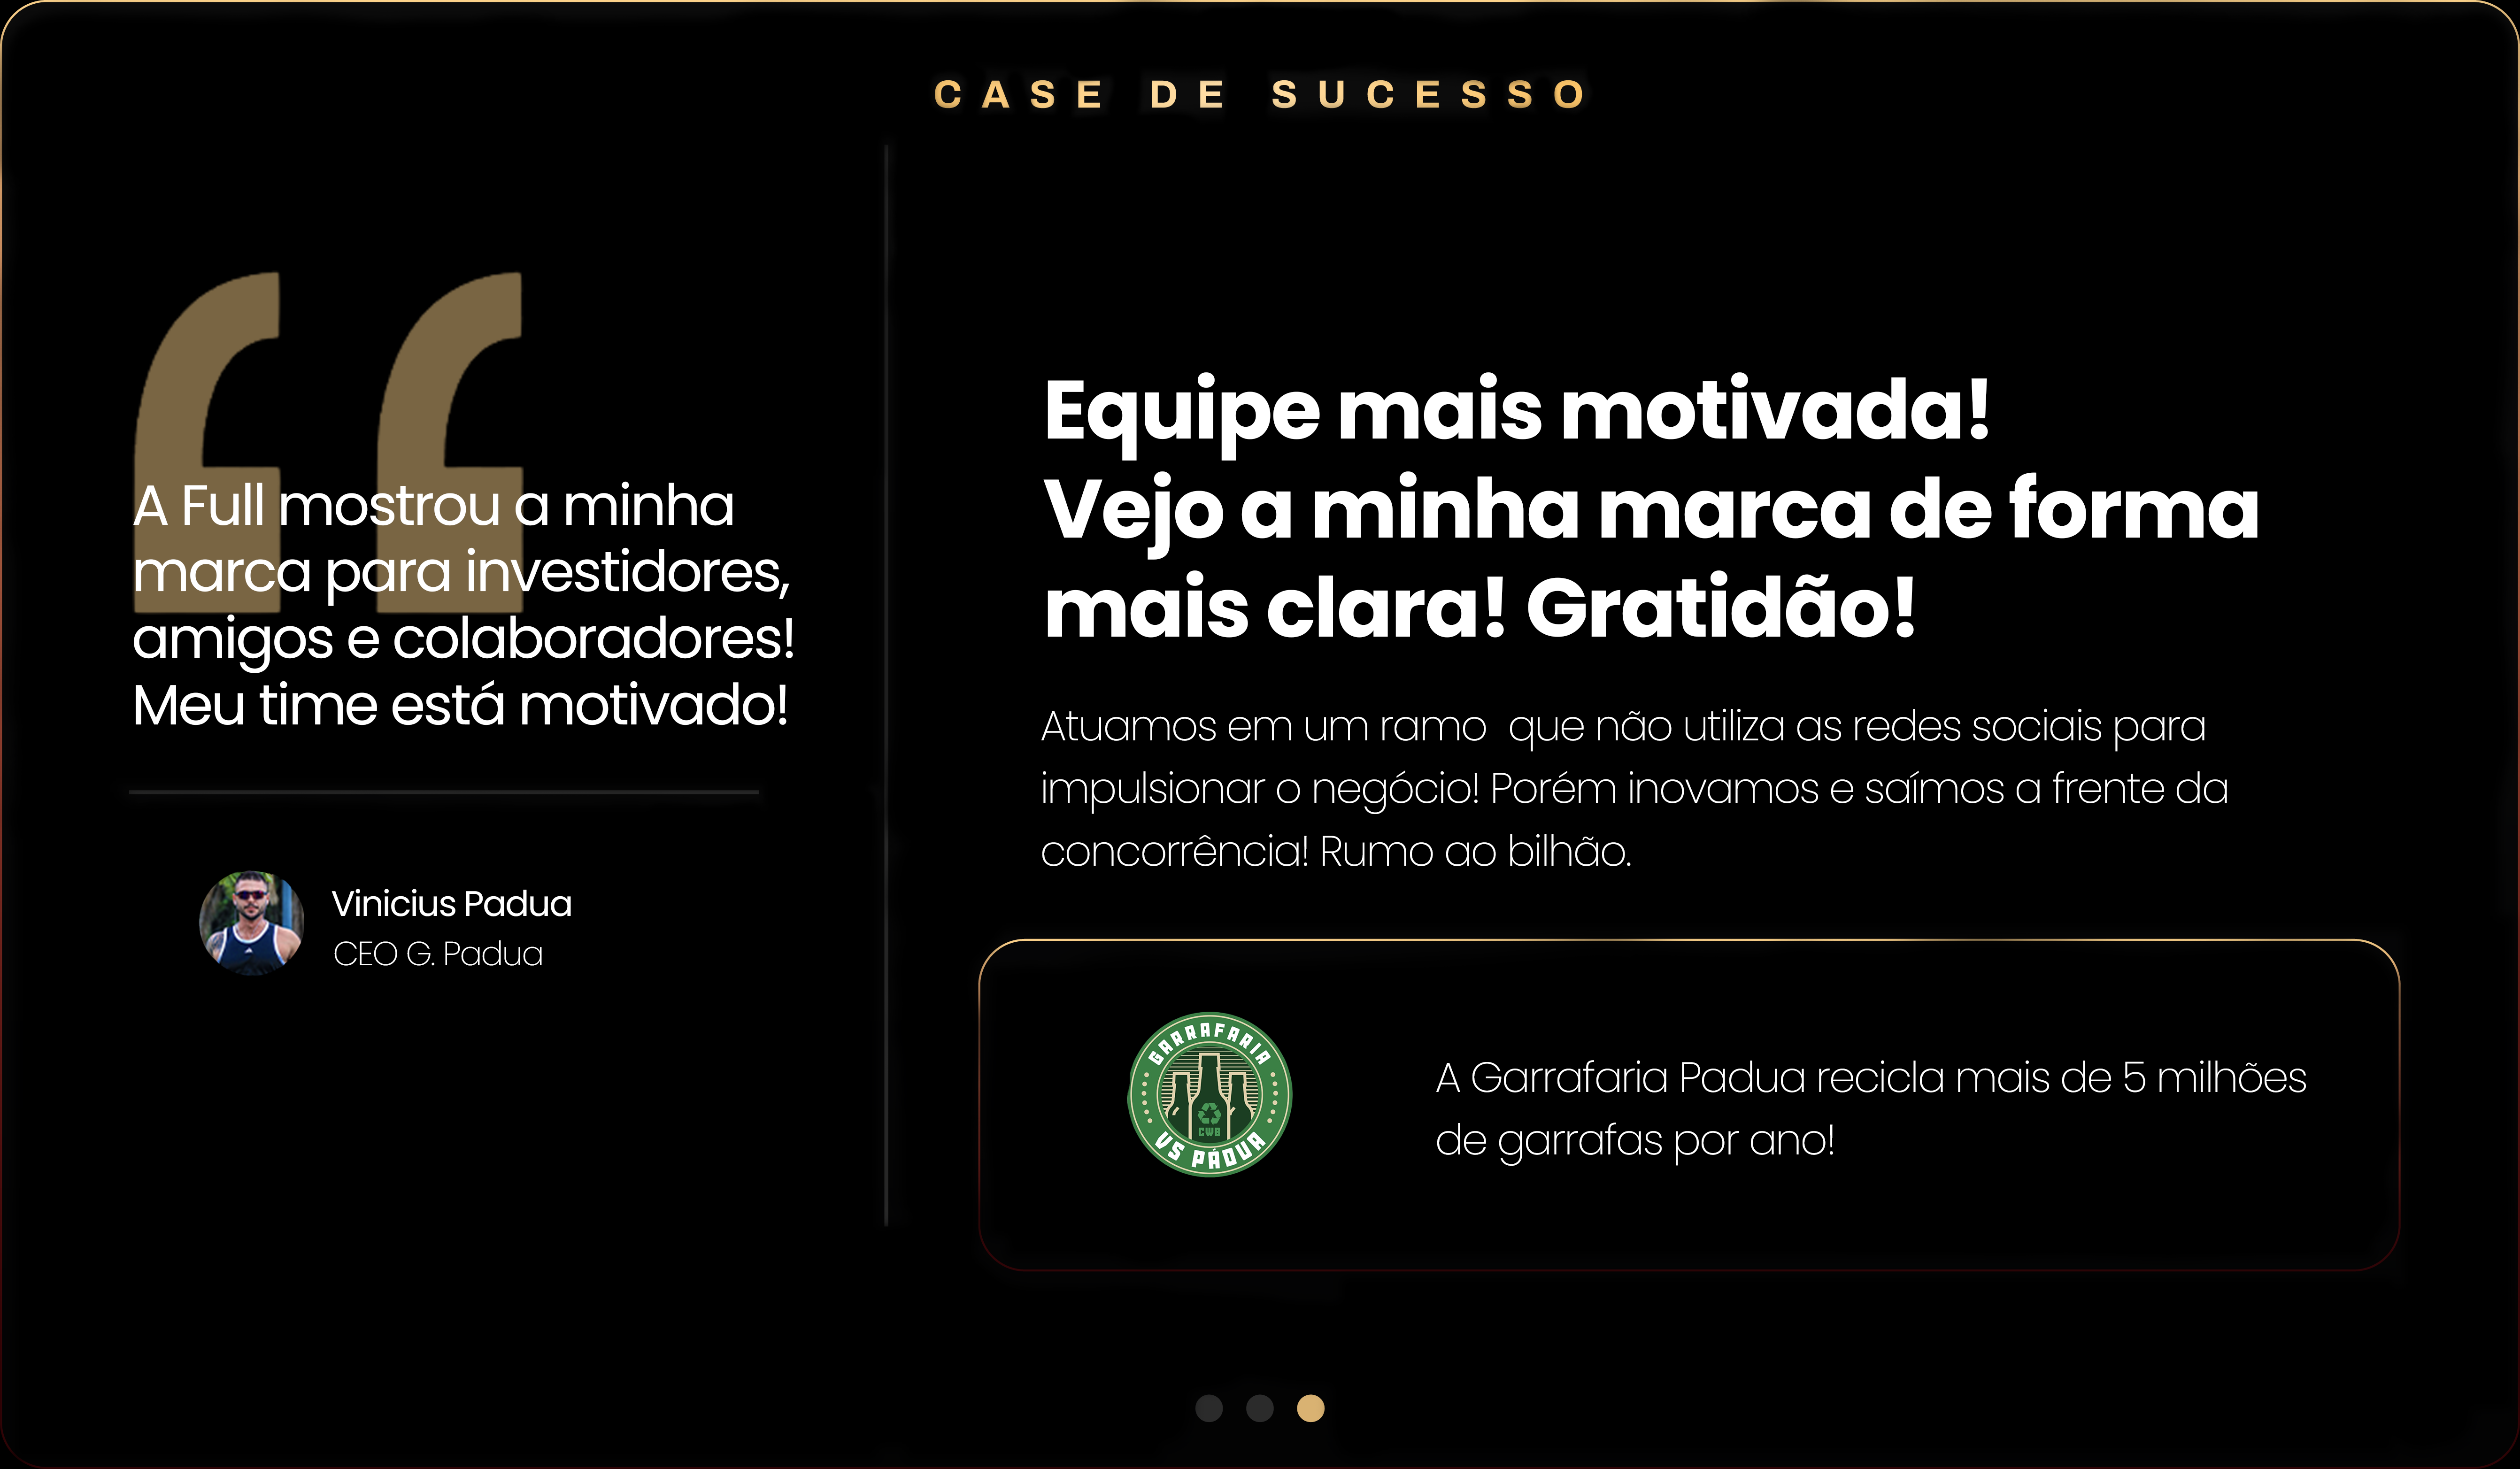 CASE DE SUCESSO
A Full mostrou a minha
marca para investidores,
amigos e colaboradores!
Meu time está motivado!
Vinicius Padua
CEO G. Padua
Equipe mais motivada!
Vejo a minha marca de forma
mais clara! Gratidão!
Atuamos em um ramo  que não utiliza as redes sociais para
impulsionar o negócio! Porém inovamos e saímos a frente da
concorrência! Rumo ao bilhão.
GARRAFARIA
CWB
VS PÁDUA
A Garrafaria Padua recicla mais de 5 milhões
de garrafas por ano!